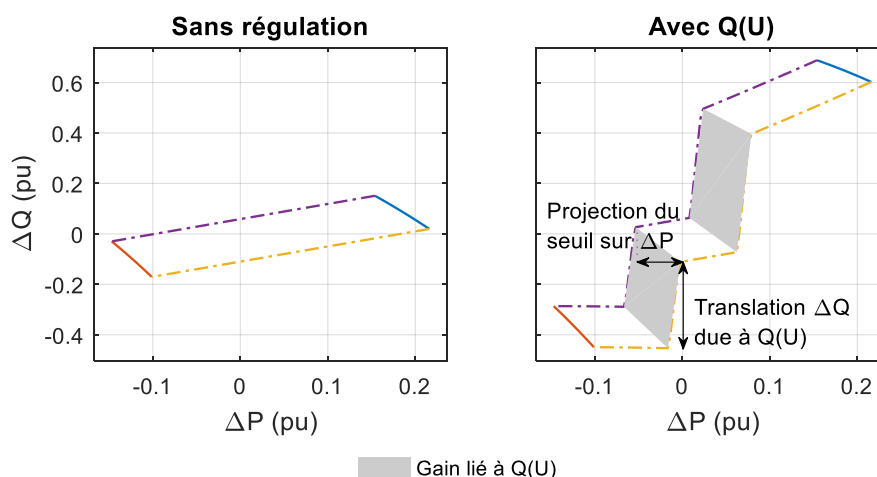 Sans régulation
Avec Q(U)
0.6
0.4
0.2
0
-0.2
-0.4
ΔQ (pu)
-0.1
0
0.1
0.2
ΔP (pu)
Projection du
seuil sur ΔP
Translation ΔQ
due à Q(U)
-0.1
0
0.1
0.2
ΔP (pu)
Gain lié à Q(U)